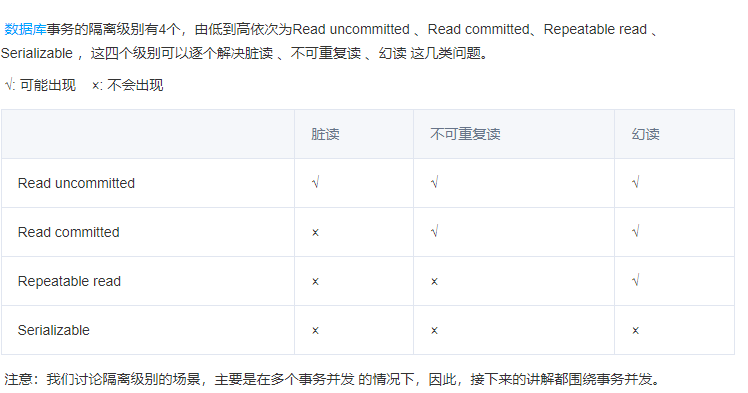 数据库事务的隔离级别有4个，由低到高依次为Read uncommitted 、Read committed、Repeatable read 、
Serializable ，这四个级别可以逐个解决脏读 、不可重复读 、幻读 这几类问题。
√: 可能出现 ×: 不会出现
脏读 不可重复读 幻读
Read uncommitted √ √ √
Read committed × √ √
Repeatable read × × √
Serializable × × ×
注意：我们讨论隔离级别的场景，主要是在多个事务并发 的情况下，因此，接下来的讲解都围绕事务并发。